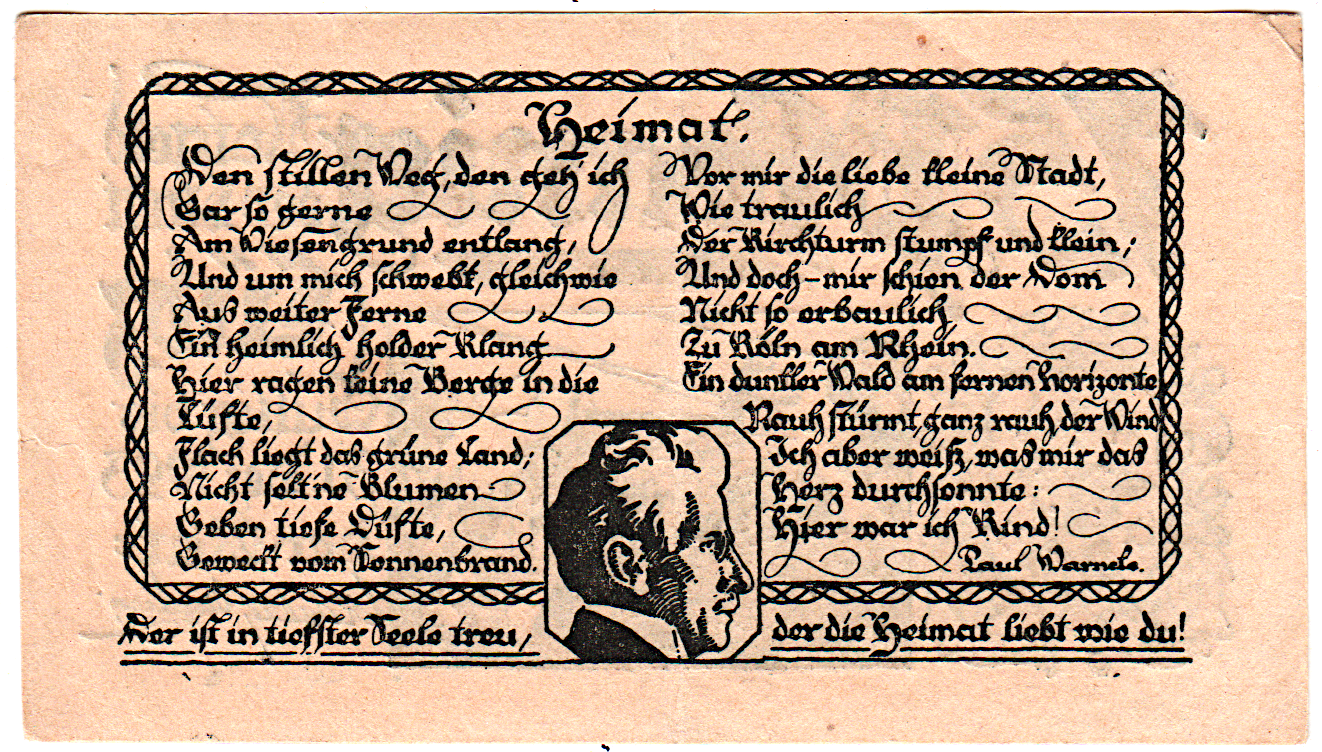 Heimat.
Den stillen Weg, den geh' ich
Gar so gerne
Am Wiesengrund entlang,
Und um mich schwebt, gleichwie
Aus weiter Ferne
Ein heimlich holder Klang
Hier ragen keine Berge in die
Lüfte,
Flach liegt das grüne Land;
Nicht selt'ne Blumen
Geben tiefe Düfte,
Geweckt vom Sonnenbrand.
Vor mir die liebe kleine Stadt,
Wie traulich
Der Kirchturm stumpf und klein;
Und doch – mir schien der Dom
Nicht so erbaulich,
Zu Köln am Rhein.
Ein dunkler Wald am fernen Horizonte
Rauh stürmt, ganz rauh der Wind
Ich aber weiß, was mir das
Herz durchsonnte:
Hier war ich Kind!
Paul Warncke.
Der ist in tiefster Seele treu,
der die Heimat liebt wie du!